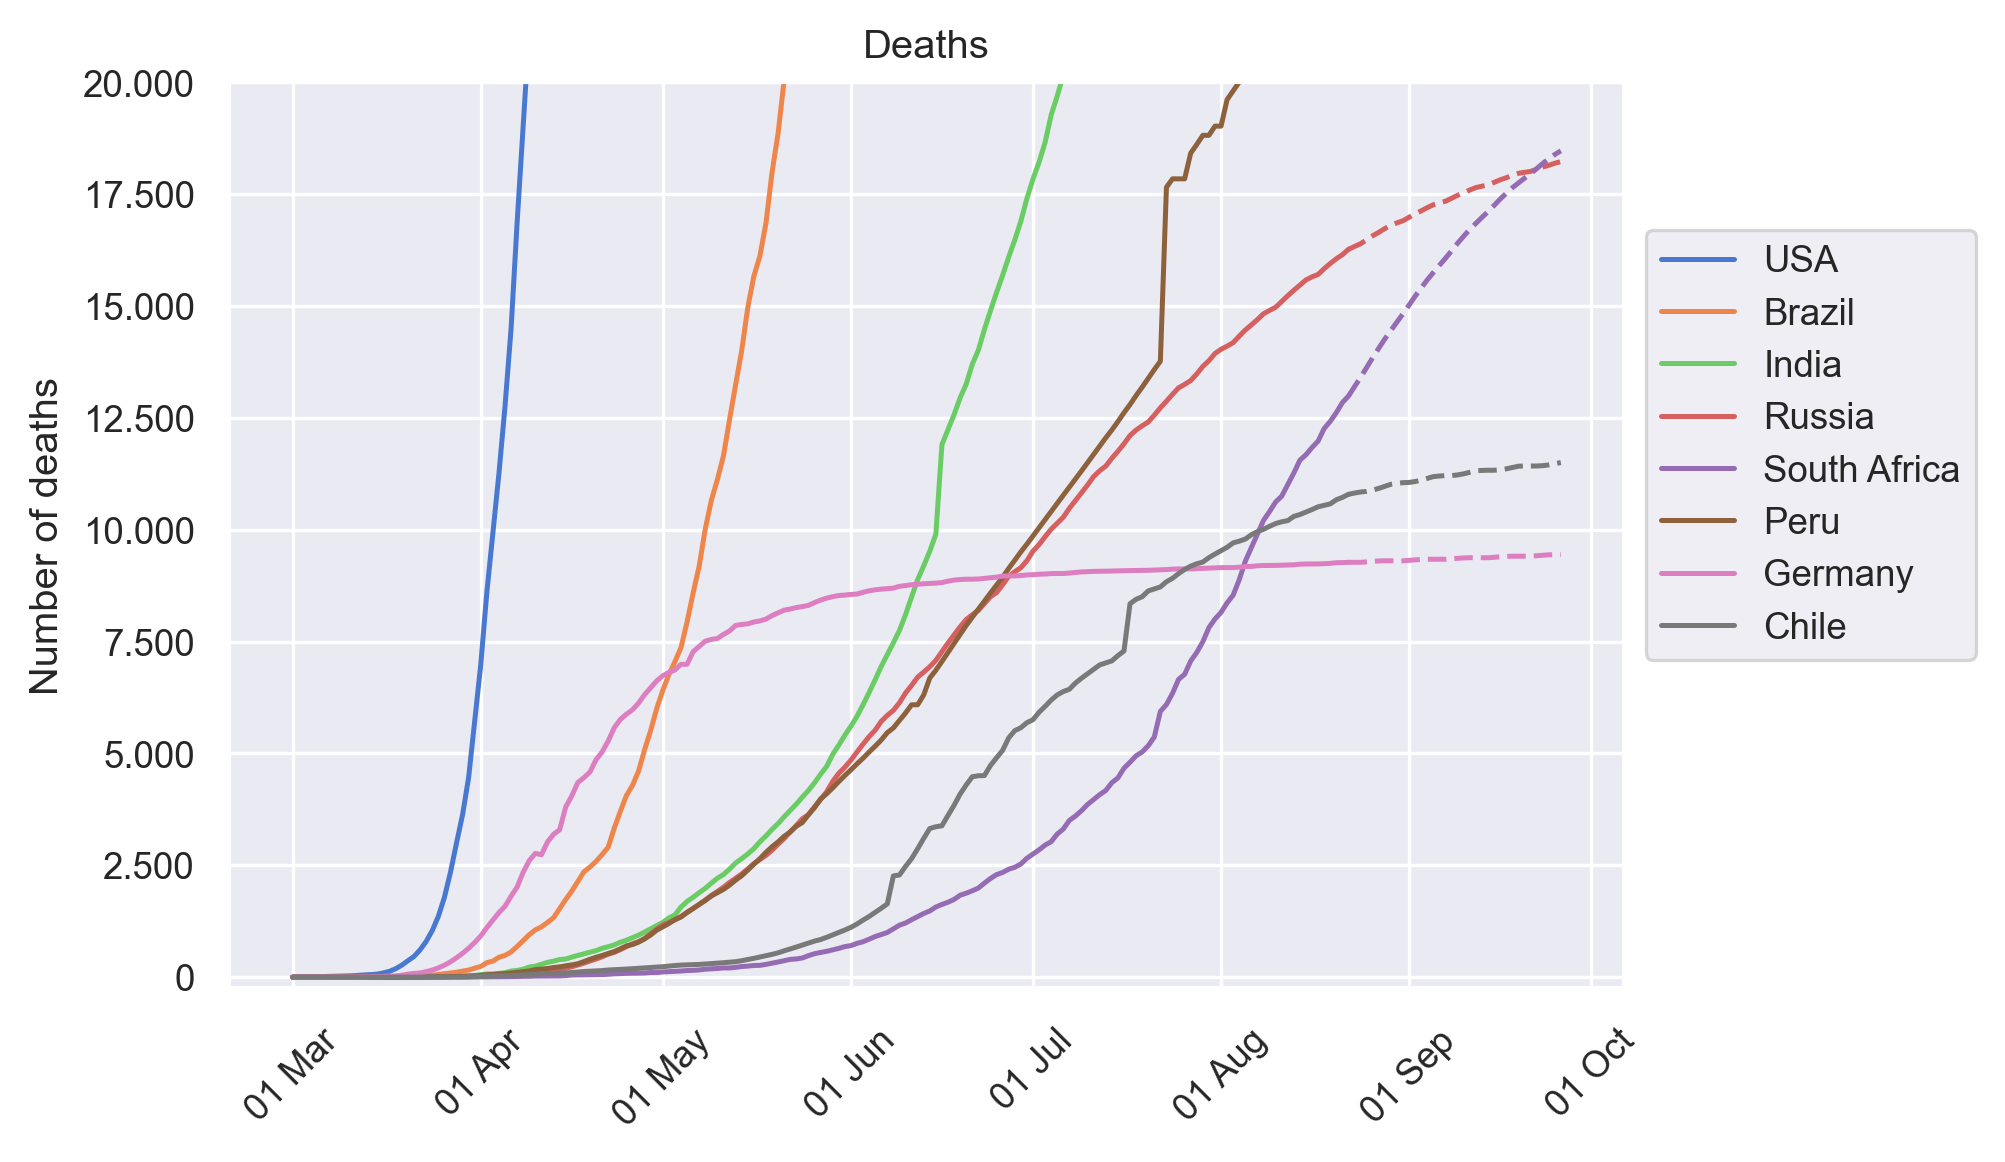 Deaths
20.000
17.500
15.000
12.500
10.000
7.500
5.000
2.500
0
Number of deaths
01 Mar
01 Apr
01 May
01 Jun
01 Jul
01 Aug
01 Sep
01 Oct
USA
Brazil
India
Russia
South Africa
Peru
Germany
Chile